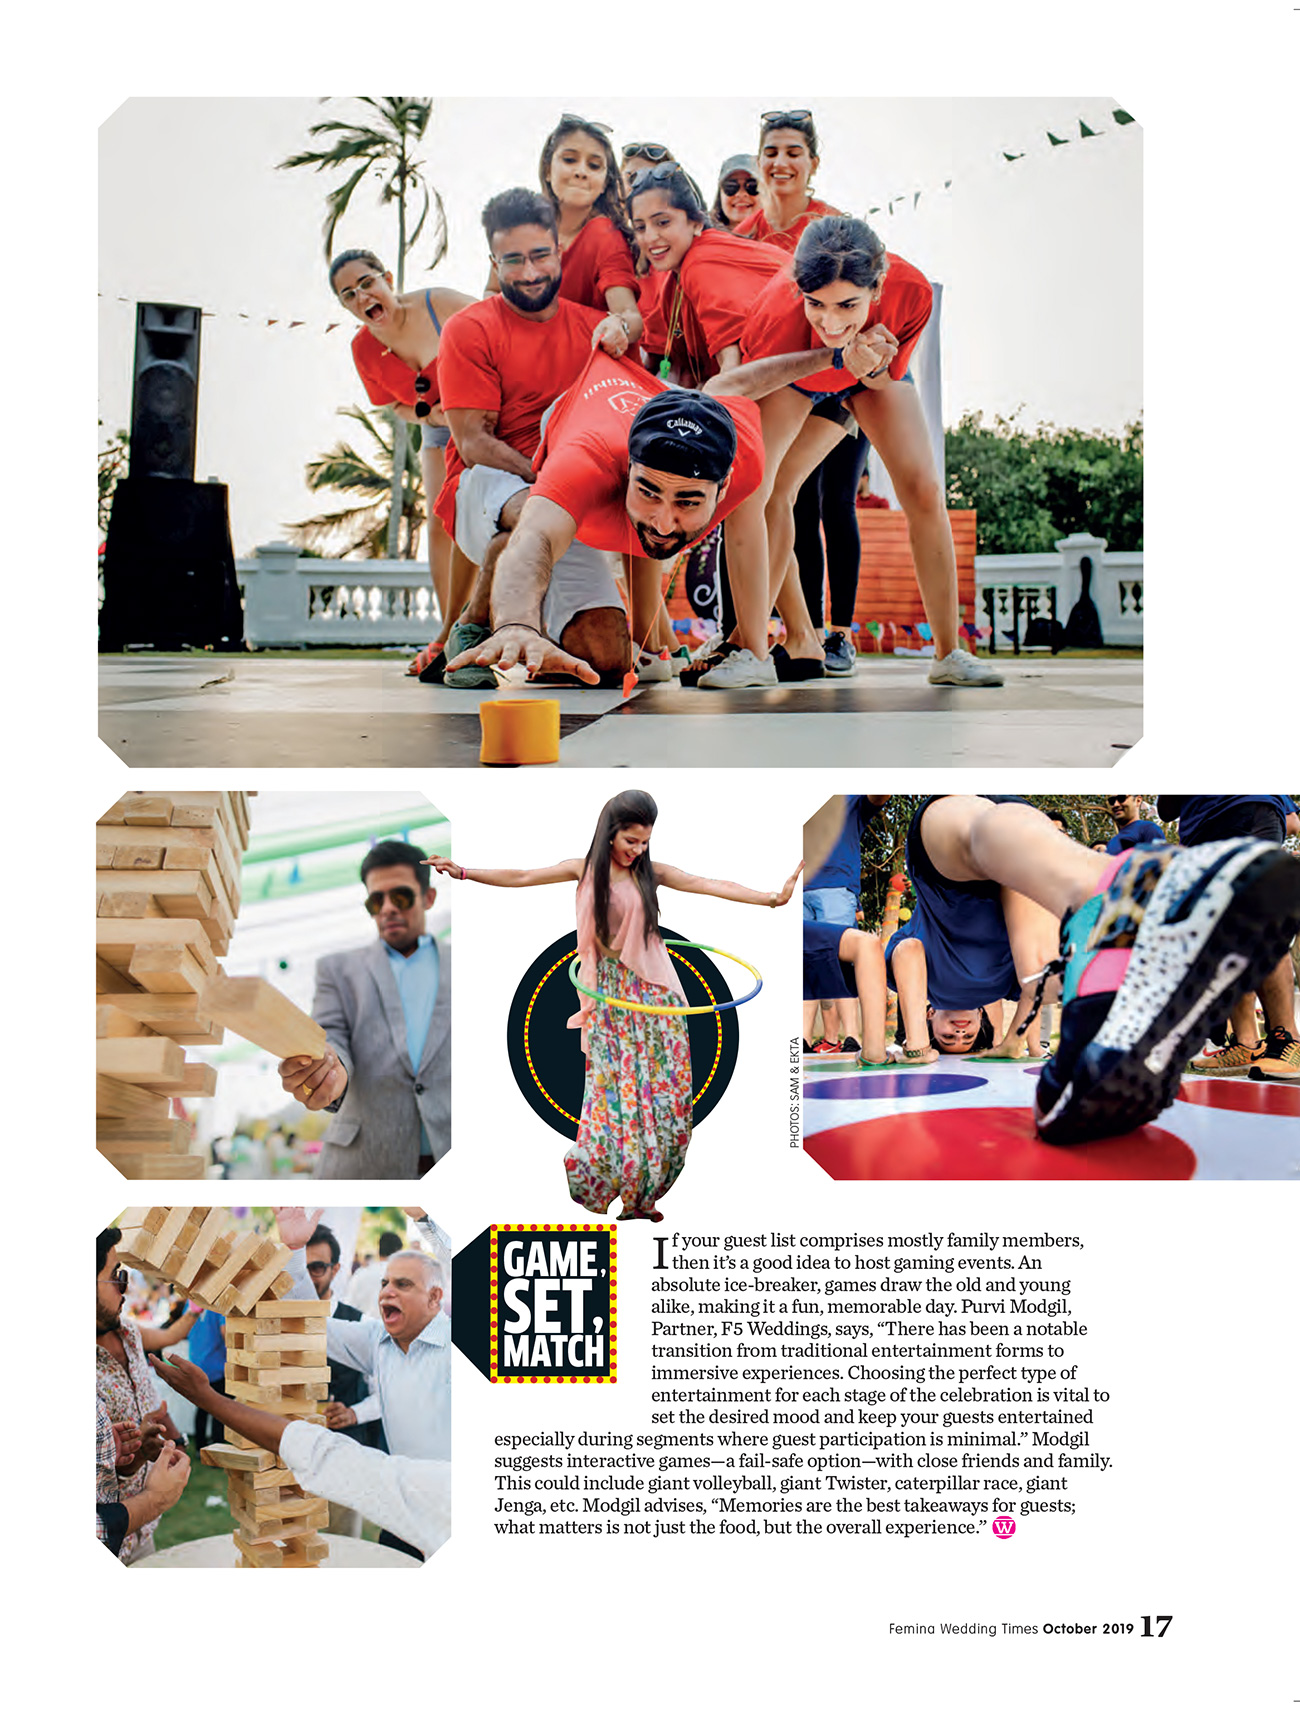 Callaway
PHOTOS: SAM & EKTA
GAME,
SET,
MATCH
If your guest list comprises mostly family members,
then it’s a good idea to host gaming events. An
absolute ice-breaker, games draw the old and young
alike, making it a fun, memorable day. Purvi Modgil,
Partner, F5 Weddings, says, “There has been a notable
transition from traditional entertainment forms to
immersive experiences. Choosing the perfect type of
entertainment for each stage of the celebration is vital to
set the desired mood and keep your guests entertained
especially during segments where guest participation is minimal.” Modgil
suggests interactive games—a fail-safe option—with close friends and family.
This could include giant volleyball, giant Twister, caterpillar race, giant
Jenga, etc. Modgil advises, “Memories are the best takeaways for guests;
what matters is not just the food, but the overall experience.” W
Femina Wedding Times October 2019 17